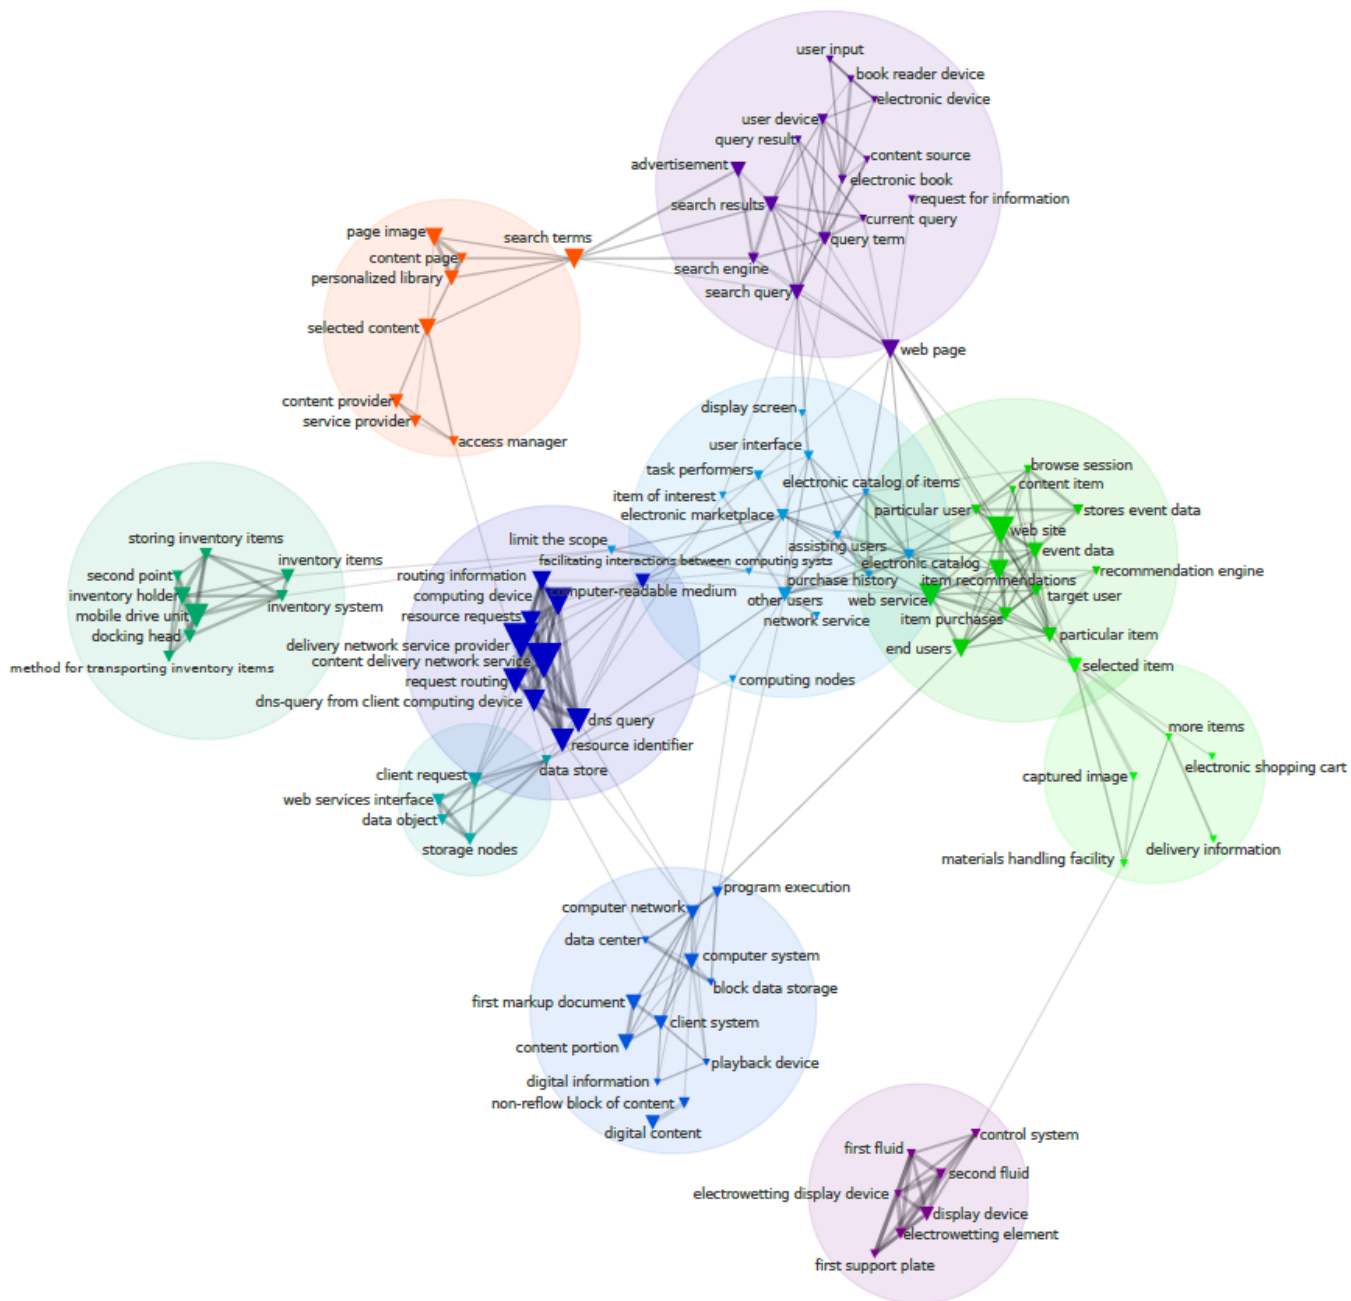 user input
book reader device
electronic device
user device
query result
content source
advertisement
electronic book
request for information
search results
current query
query term
search engine
search query
web page
page image
search terms
content page
personalized library
selected content
content provider
service provider
access manager
display screen
user interface
task performers
electronic catalog of items
item of interest
electronic marketplace
assisting users
limit the scope
facilitating interactions between computing systs
purchase history
other users
network service
computing nodes
browse session
content item
particular user
stores event data
web site
event data
electronic catalog
item recommendations
recommendation engine
web service
target user
item purchases
particular item
end users
selected item
storing inventory items
inventory items
second point
inventory holder
inventory system
mobile drive unit
docking head
method for transporting inventory items
routing information
computing device
computer-readable medium
resource requests
delivery network service provider
content delivery network service
request routing
dns-query from client computing device
dns query
resource identifier
data store
client request
web services interface
data object
storage nodes
more items
electronic shopping cart
captured image
delivery information
materials handling facility
program execution
computer network
data center
computer system
block data storage
first markup document
client system
content portion
playback device
digital information
non-reflow block of content
digital content
control system
first fluid
second fluid
electrowetting display device
display device
electrowetting element
first support plate